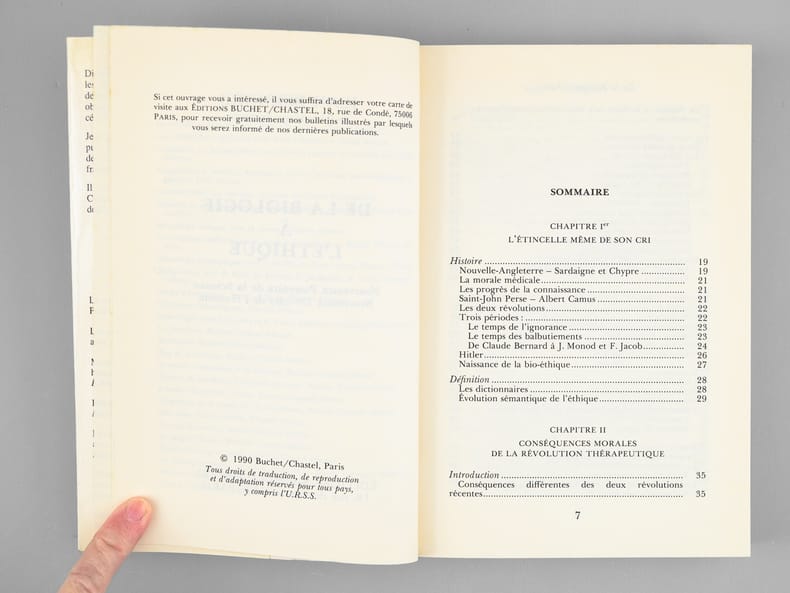 Si cet ouvrage vous a intéressé, il vous suffira d'adresser votre carte de
visite aux ÉDITIONS BUCHET/CHASTEL, 18, rue de Condé, 75006
PARIS, pour recevoir gratuitement nos bulletins illustrés par lesquels
vous serez informé de nos dernières publications.
© 1990 Buchet/Chastel, Paris
Tous droits de traduction, de reproduction
et d'adaptation réservés pour tous pays,
y compris l'U.R.S.S.
SOMMAIRE
CHAPITRE Ier
L'ÉTINCELLE MÊME DE SON CRI
Histoire ........ 19
Nouvelle-Angleterre – Sardaigne et Chypre ........ 19
La morale médicale ........ 21
Les progrès de la connaissance ........ 21
Saint-John Perse – Albert Camus ........ 21
Les deux révolutions ........ 22
Trois périodes : ........ 22
Le temps de l'ignorance ........ 23
Le temps des balbutiements ........ 23
De Claude Bernard à J. Monod et F. Jacob ........ 24
Hitler ........ 26
Naissance de la bio-éthique ........ 27
Définition ........ 28
Les dictionnaires ........ 28
Évolution sémantique de l'éthique ........ 29
CHAPITRE II
CONSÉQUENCES MORALES
DE LA RÉVOLUTION THÉRAPEUTIQUE
Introduction ........ 35
Conséquences différentes des deux révolutions
récentes ........ 35
7